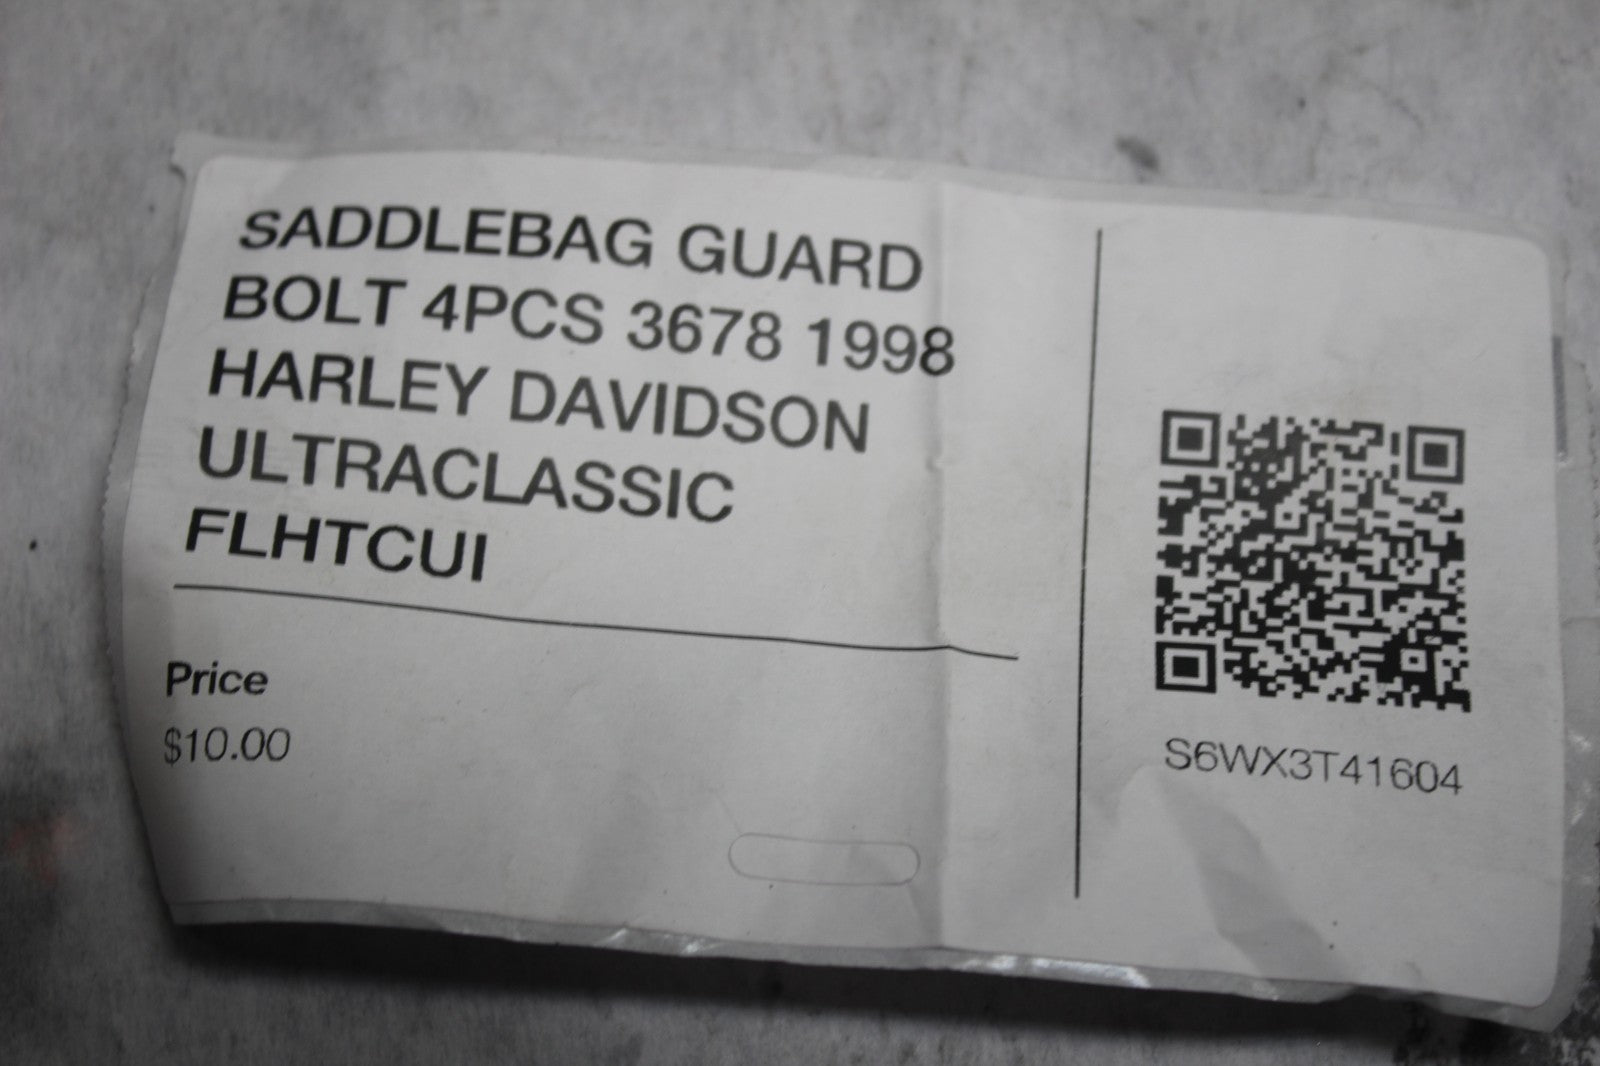 SADDLEBAG GUARD
BOLT 4PCS 3678 1998
HARLEY DAVIDSON
ULTRACLASSIC
FLHTCUI
Price
$10.00
S6WX3T41604